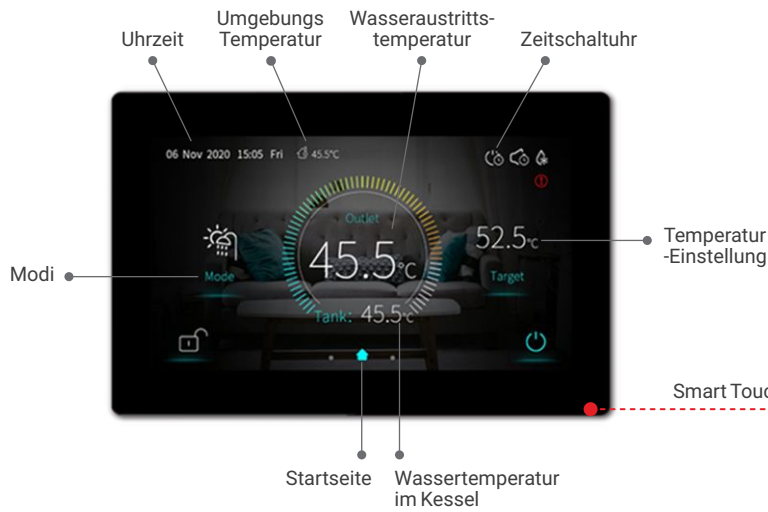 Umgebungs
Temperatur
Wasseraustritts-
temperatur
Uhrzeit
Zeitschaltuhr
06 Nov 2020 15:05 Fri 45.5°C
Outlet
45.5°C
52.5°C
Mode
Target
Temperatur
-Einstellung
Modi
Tank: 45.5°C
Smart Touc
Startseite
Wassertemperatur
im Kessel